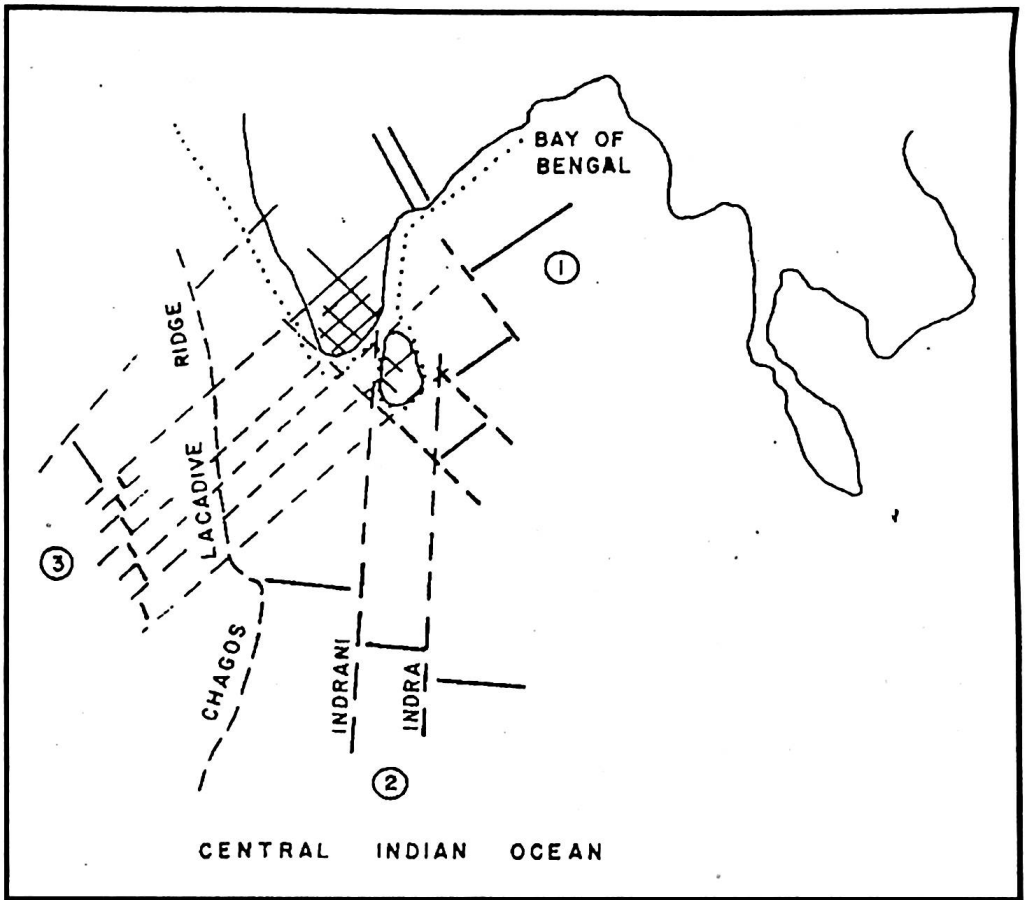 BAY OF
BENGAL
1
RIDGE
LACADIVE
3
CHAGOS
INDRANI
INDRA
2
CENTRAL INDIAN OCEAN